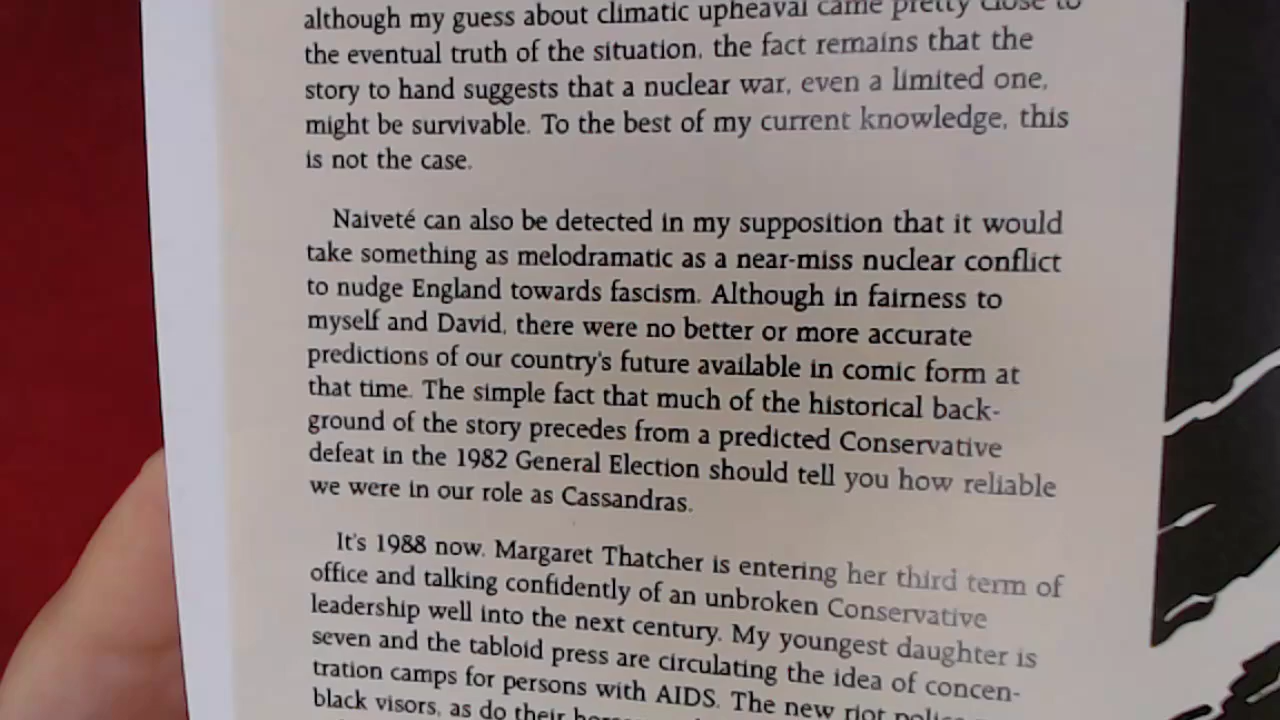 although my guess about climatic upheaval came pretty close to
the eventual truth of the situation, the fact remains that the
story to hand suggests that a nuclear war, even a limited one,
might be survivable. To the best of my current knowledge, this
is not the case.
Naiveté can also be detected in my supposition that it would
take something as melodramatic as a near-miss nuclear conflict
to nudge England towards fascism. Although in fairness to
myself and David, there were no better or more accurate
predictions of our country's future available in comic form at
that time. The simple fact that much of the historical back-
ground of the story precedes from a predicted Conservative
defeat in the 1982 General Election should tell you how reliable
we were in our role as Cassandras.
It's 1988 now. Margaret Thatcher is entering her third term of
office and talking confidently of an unbroken Conservative
leadership well into the next century. My youngest daughter is
seven and the tabloid press are circulating the idea of concen-
tration camps for persons with AIDS. The new riot
black visors, as do their